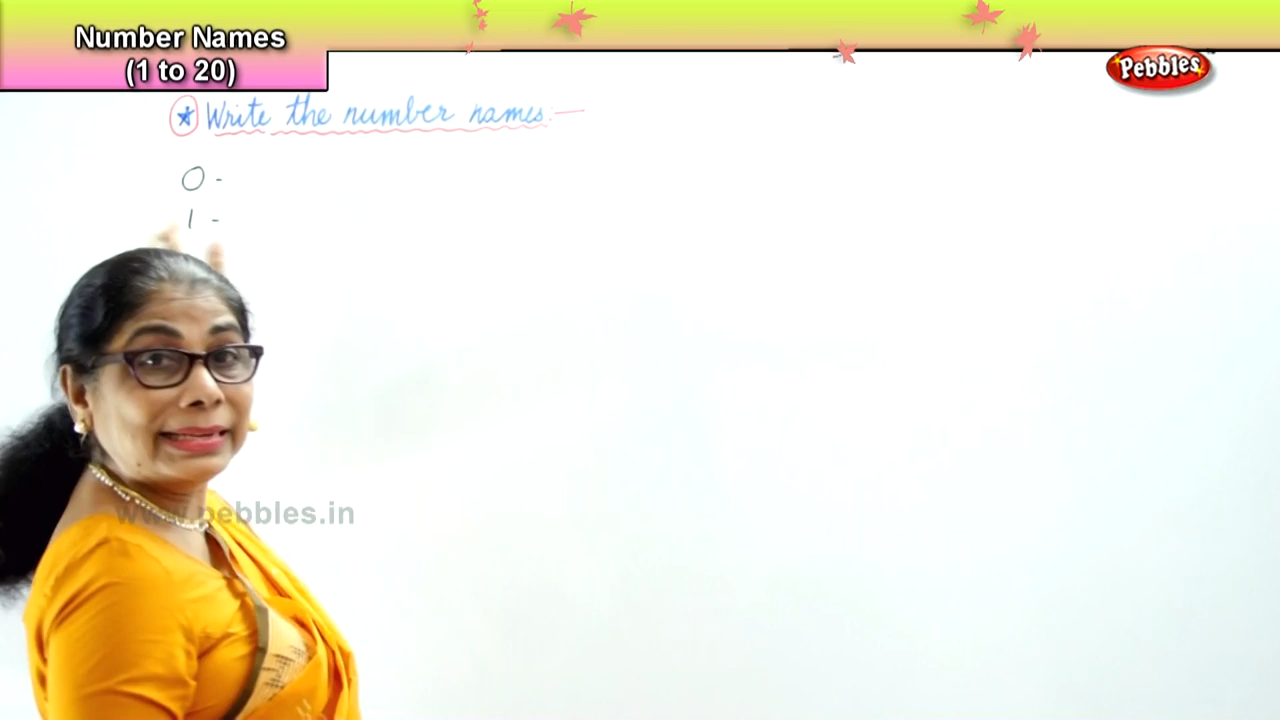 Number Names
(1 to 20)
Pebbles
* Write the number names:-
0 -
1 -
www.pebbles.in